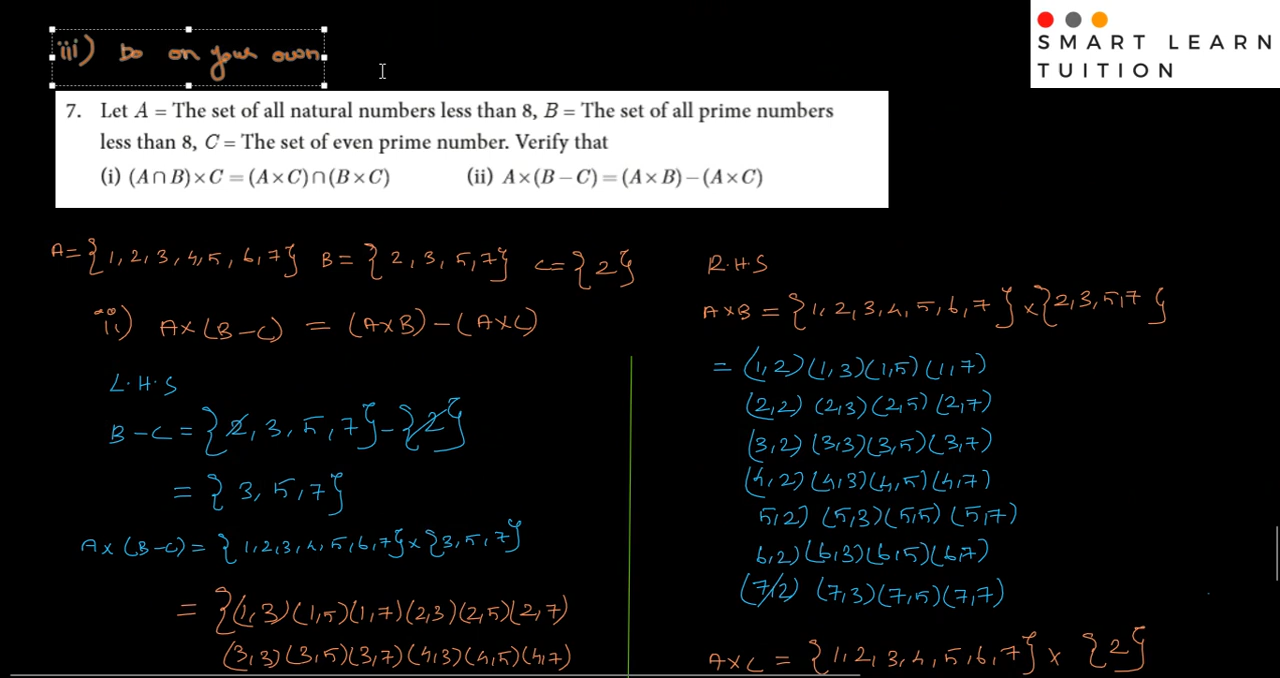 iii) Do on your own
SMART LEARN
TUITION
7. Let A = The set of all natural numbers less than 8, B = The set of all prime numbers
less than 8, C = The set of even prime number. Verify that
(i) (A∩B)×C = (A×C)∩(B×C) (ii) A×(B−C) = (A×B)−(A×C)
A = {1, 2, 3, 4, 5, 6, 7} B = {2, 3, 5, 7} C = {2}
ii) A×(B−C) = (A×B)−(A×C)
L.H.S
B−C = {2, 3, 5, 7} − {2}
= {3, 5, 7}
A×(B−C) = {1, 2, 3, 4, 5, 6, 7} × {3, 5, 7}
= {(1,3)(1,5)(1,7)(2,3)(2,5)(2,7)
(3,3)(3,5)(3,7)(4,3)(4,5)(4,7)
R.H.S
A×B = {1, 2, 3, 4, 5, 6, 7} × {2, 3, 5, 7}
= (1,2)(1,3)(1,5)(1,7)
(2,2)(2,3)(2,5)(2,7)
(3,2)(3,3)(3,5)(3,7)
(4,2)(4,3)(4,5)(4,7)
5,2)(5,3)(5,5)(5,7)
6,2)(6,3)(6,5)(6,7)
(7,2)(7,3)(7,5)(7,7)
A×C = {1, 2, 3, 4, 5, 6, 7} × {2}